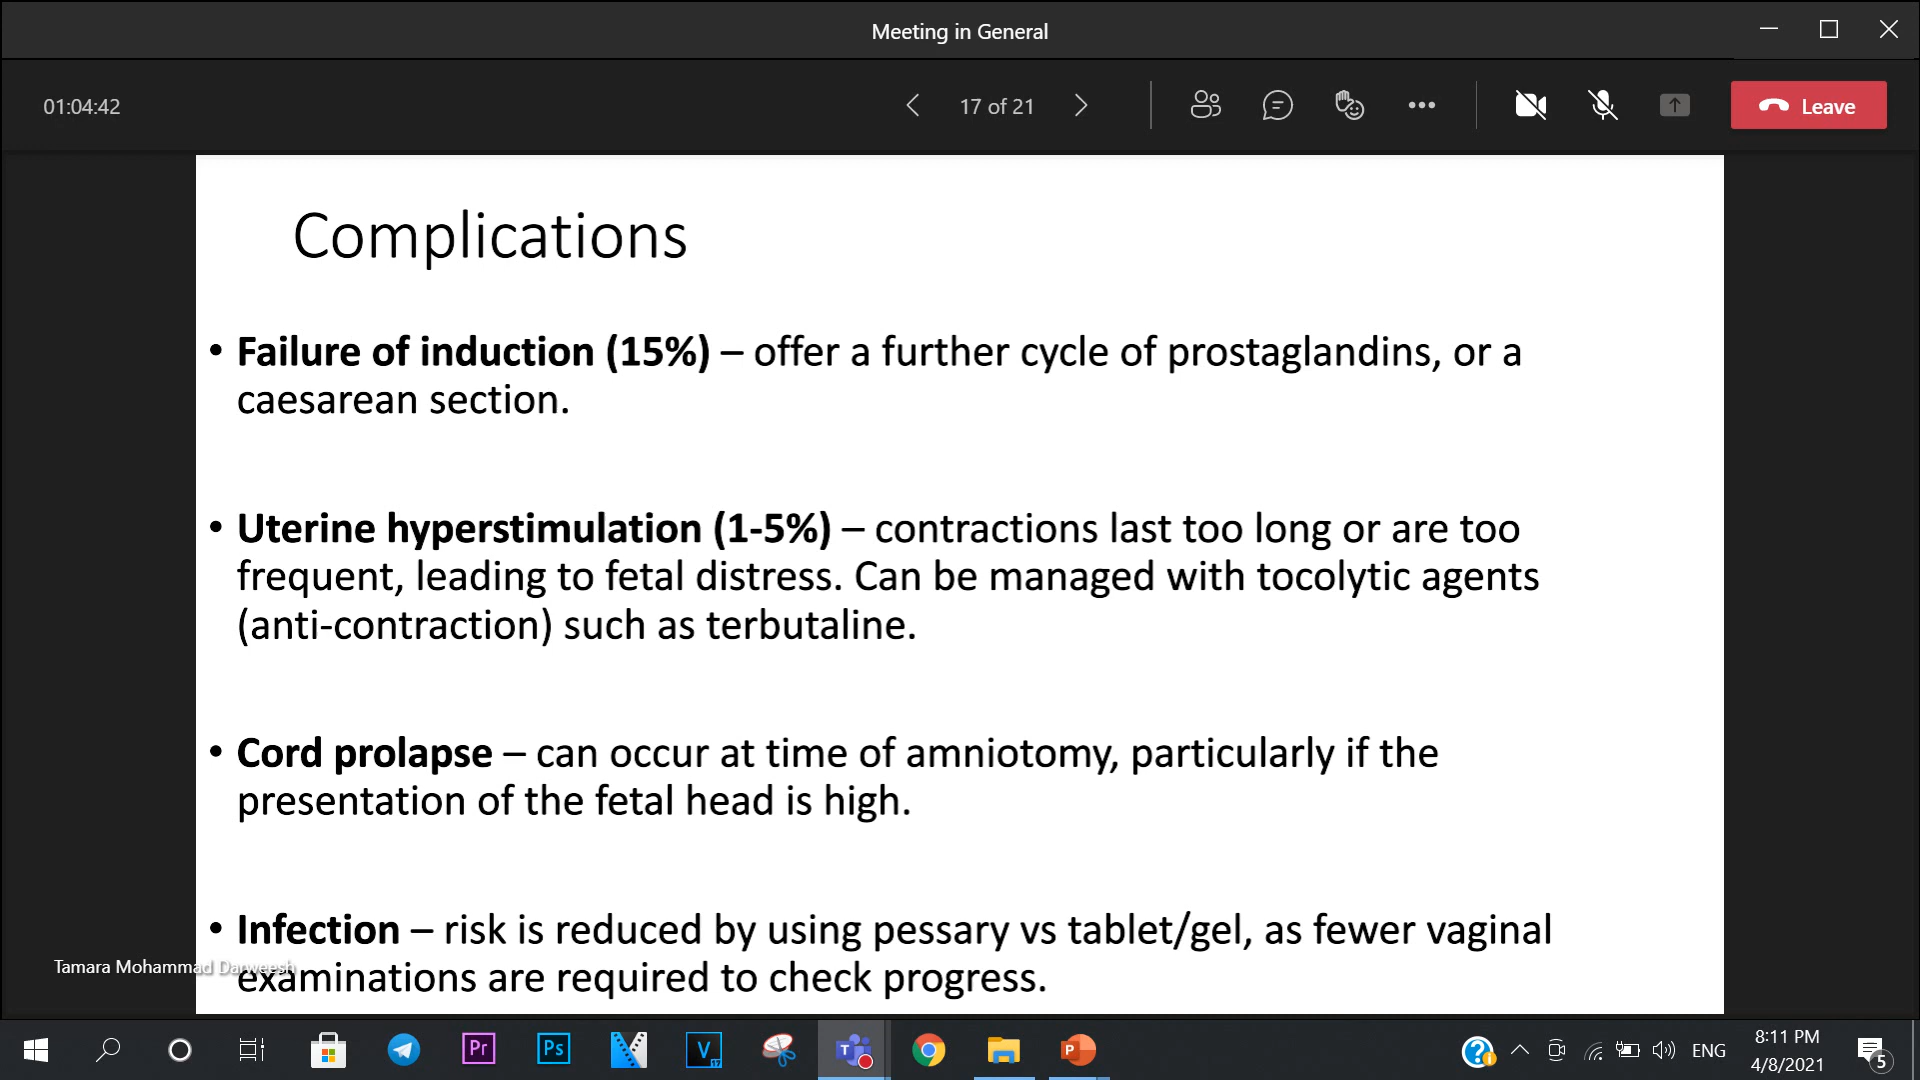 Meeting in General
01:04:42
17 of 21
Leave
Complications
• Failure of induction (15%) – offer a further cycle of prostaglandins, or a
caesarean section.
• Uterine hyperstimulation (1-5%) – contractions last too long or are too
frequent, leading to fetal distress. Can be managed with tocolytic agents
(anti-contraction) such as terbutaline.
• Cord prolapse – can occur at time of amniotomy, particularly if the
presentation of the fetal head is high.
• Infection – risk is reduced by using pessary vs tablet/gel, as fewer vaginal
Tamara Mohammad Darweesh
examinations are required to check progress.
Pr
Ps
V
17
T
P
ENG
8:11 PM
4/8/2021
5